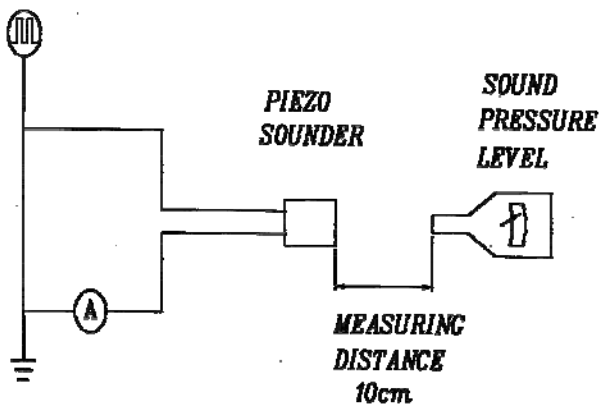 PIEZO
SOUNDER
SOUND
PRESSURE
LEVEL
A
MEASURING
DISTANCE
10cm